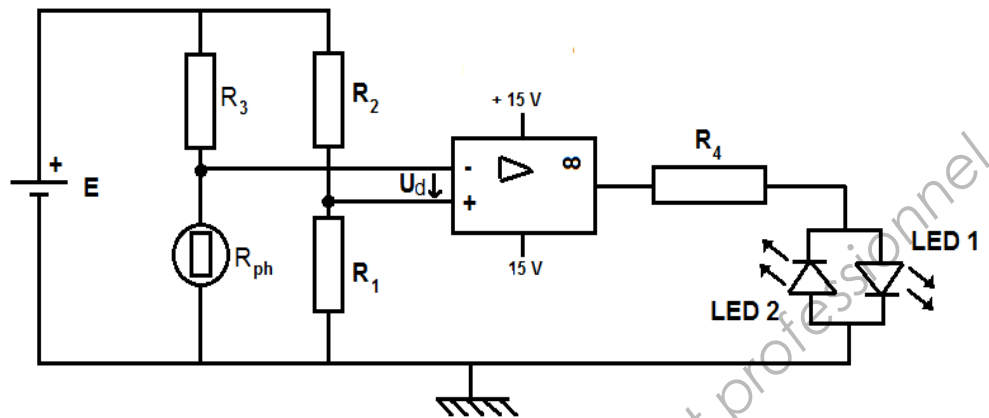 + 15 V
R3
R2
R4
+
E
Ud
-
+
▷
∞
15 V
Rph
R1
LED 1
LED 2
t professionnel